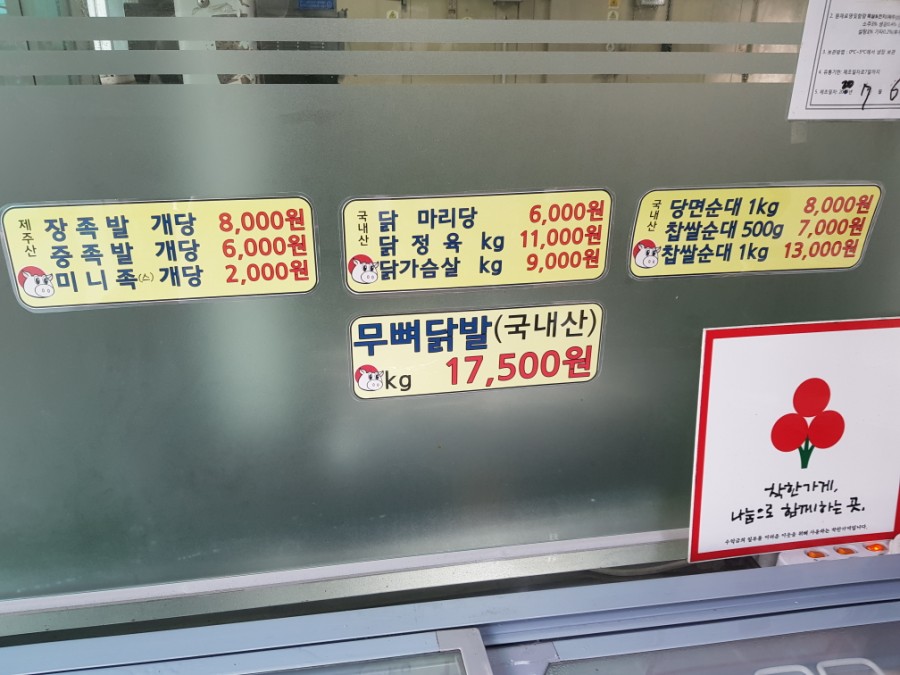 제주산
장족발 개당 8,000원
중족발 개당 6,000원
미니족(스) 개당 2,000원
국내산
닭 마리당 6,000원
닭정육 kg 11,000원
닭가슴살 kg 9,000원
국내산
당면순대 1kg 8,000원
찹쌀순대 500g 7,000원
찹쌀순대 1kg 13,000원
무뼈닭발(국내산)
kg 17,500원
착한가게,
나눔으로 함께하는 곳.